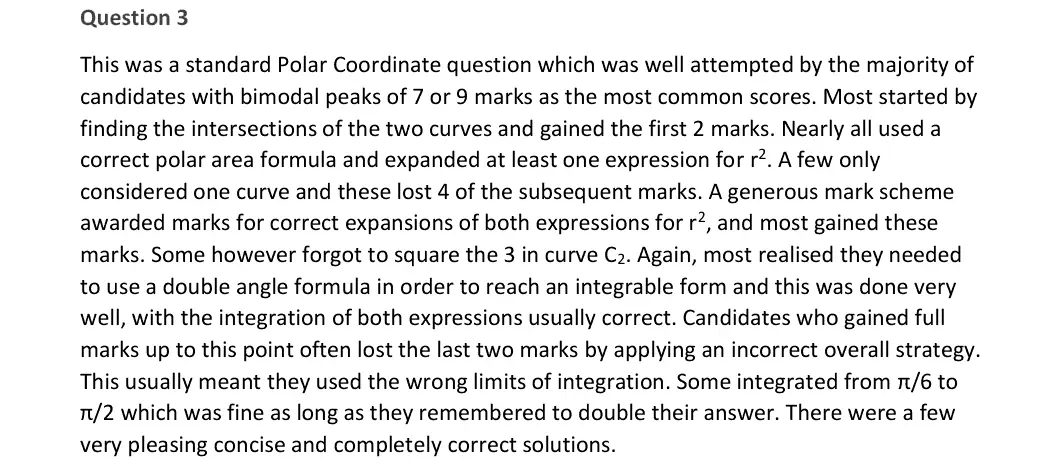 Question 3
This was a standard Polar Coordinate question which was well attempted by the majority of
candidates with bimodal peaks of 7 or 9 marks as the most common scores. Most started by
finding the intersections of the two curves and gained the first 2 marks. Nearly all used a
correct polar area formula and expanded at least one expression for r². A few only
considered one curve and these lost 4 of the subsequent marks. A generous mark scheme
awarded marks for correct expansions of both expressions for r², and most gained these
marks. Some however forgot to square the 3 in curve C₂. Again, most realised they needed
to use a double angle formula in order to reach an integrable form and this was done very
well, with the integration of both expressions usually correct. Candidates who gained full
marks up to this point often lost the last two marks by applying an incorrect overall strategy.
This usually meant they used the wrong limits of integration. Some integrated from π/6 to
π/2 which was fine as long as they remembered to double their answer. There were a few
very pleasing concise and completely correct solutions.